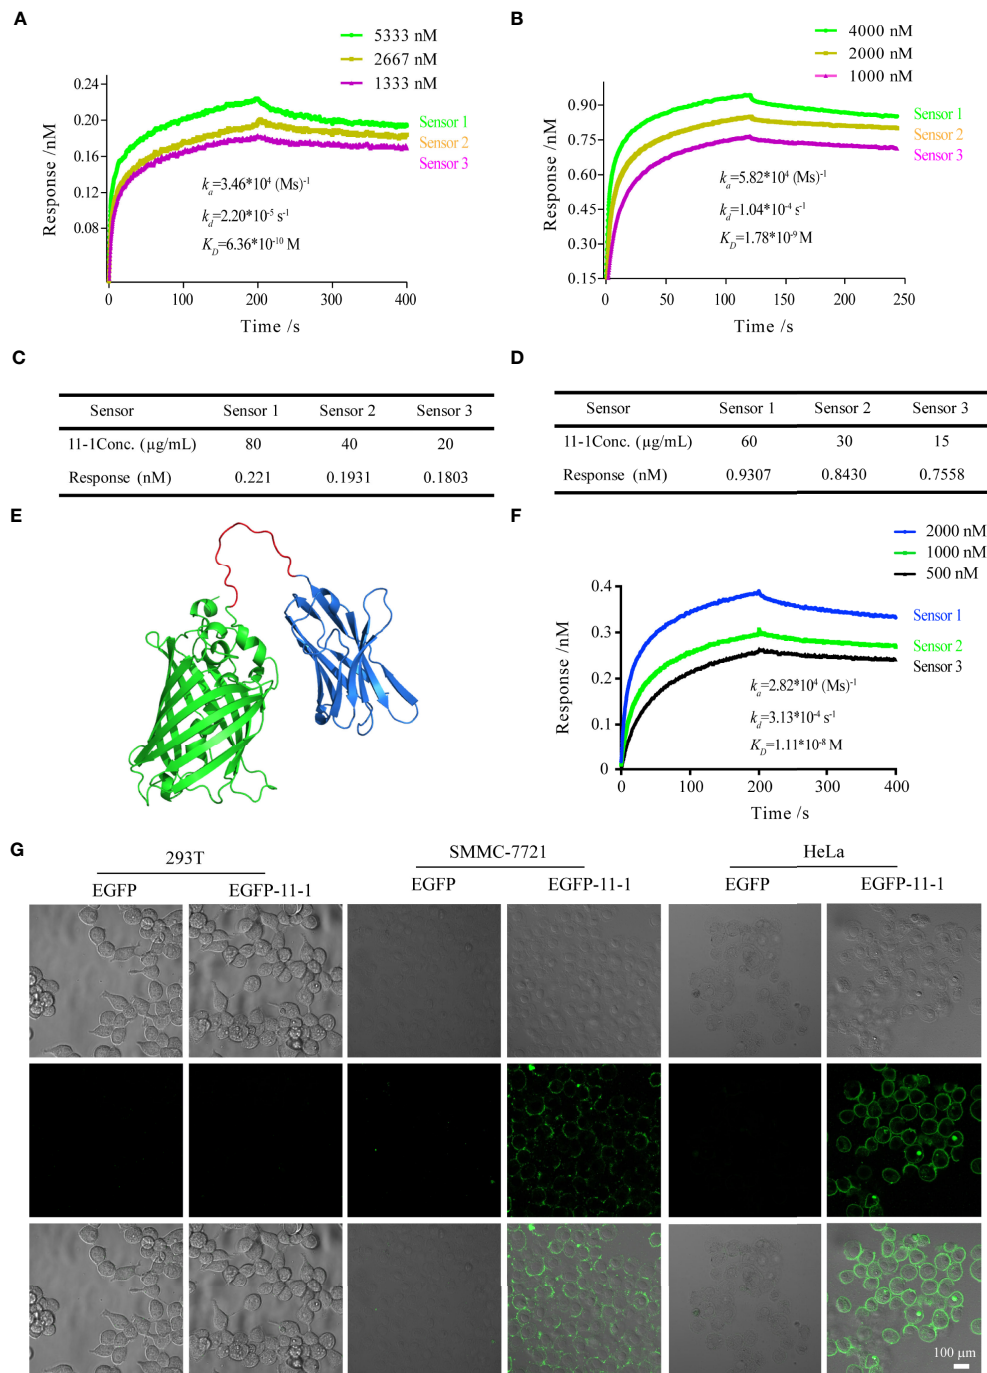 A
5333 nM
2667 nM
1333 nM
0.24
0.20
0.16
0.12
0.08
Response /nM
Sensor 1
Sensor 2
Sensor 3
ka=3.46*10⁴ (Ms)⁻¹
kd=2.20*10⁻⁵ s⁻¹
KD=6.36*10⁻¹⁰ M
0 100 200 300 400
Time /s
B
4000 nM
2000 nM
1000 nM
0.90
0.75
0.60
0.45
0.30
0.15
Response /nM
Sensor 1
Sensor 2
Sensor 3
ka=5.82*10⁴ (Ms)⁻¹
kd=1.04*10⁻⁴ s⁻¹
KD=1.78*10⁻⁹ M
0 50 100 150 200 250
Time /s
C
Sensor Sensor 1 Sensor 2 Sensor 3
11-1Conc. (μg/mL) 80 40 20
Response (nM) 0.221 0.1931 0.1803
D
Sensor Sensor 1 Sensor 2 Sensor 3
11-1Conc. (μg/mL) 60 30 15
Response (nM) 0.9307 0.8430 0.7558
E
F
2000 nM
1000 nM
500 nM
0.4
0.3
0.2
0.1
0
Response /nM
Sensor 1
Sensor 2
Sensor 3
ka=2.82*10⁴ (Ms)⁻¹
kd=3.13*10⁻⁴ s⁻¹
KD=1.11*10⁻⁸ M
0 100 200 300 400
Time /s
G
293T SMMC-7721 HeLa
EGFP EGFP-11-1 EGFP EGFP-11-1 EGFP EGFP-11-1
100 μm